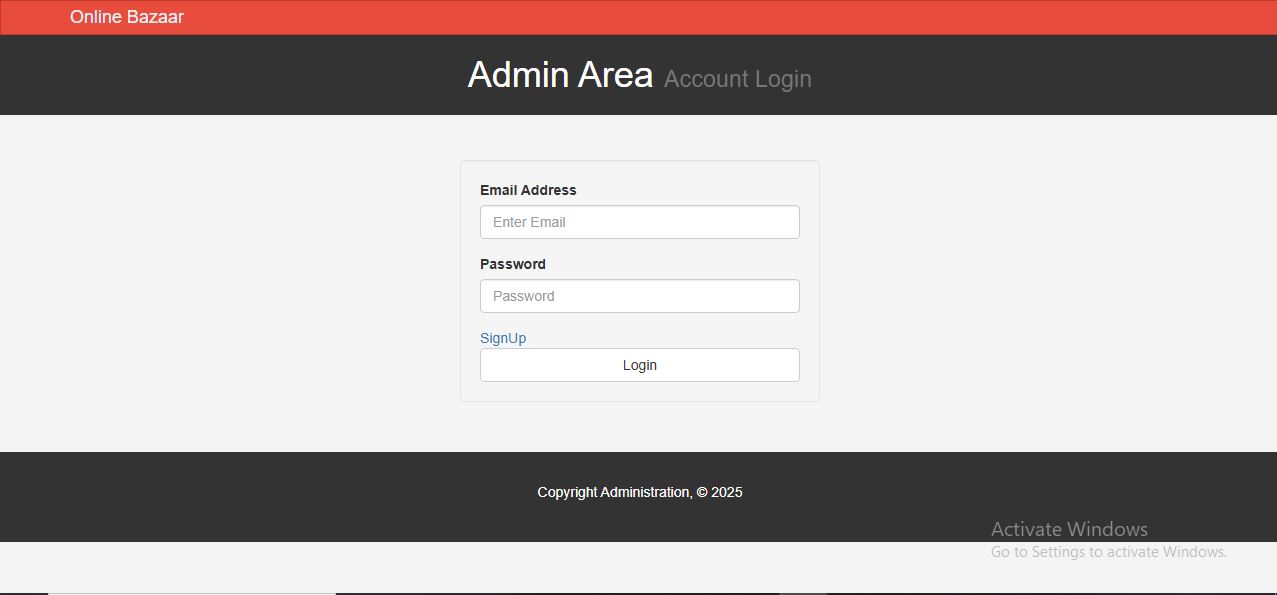 Online Bazaar
Admin Area Account Login
Email Address
Enter Email
Password
Password
SignUp
Login
Copyright Administration, © 2025
Activate Windows
Go to Settings to activate Windows.